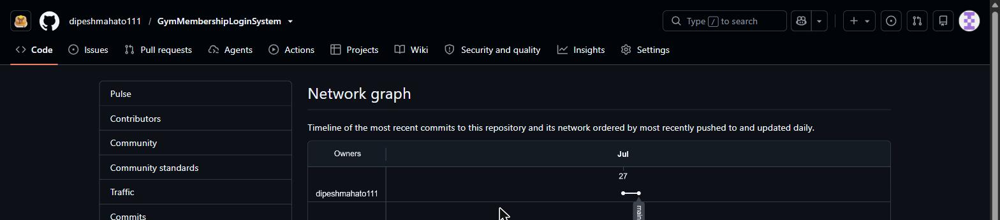 dipeshmahato111 / GymMembershipLoginSystem
Type / to search
Code Issues Pull requests Agents Actions Projects Wiki Security and quality Insights Settings
Pulse
Contributors
Community
Community standards
Traffic
Commits
Network graph
Timeline of the most recent commits to this repository and its network ordered by most recently pushed to and updated daily.
Owners Jul
27
dipeshmahato111
main